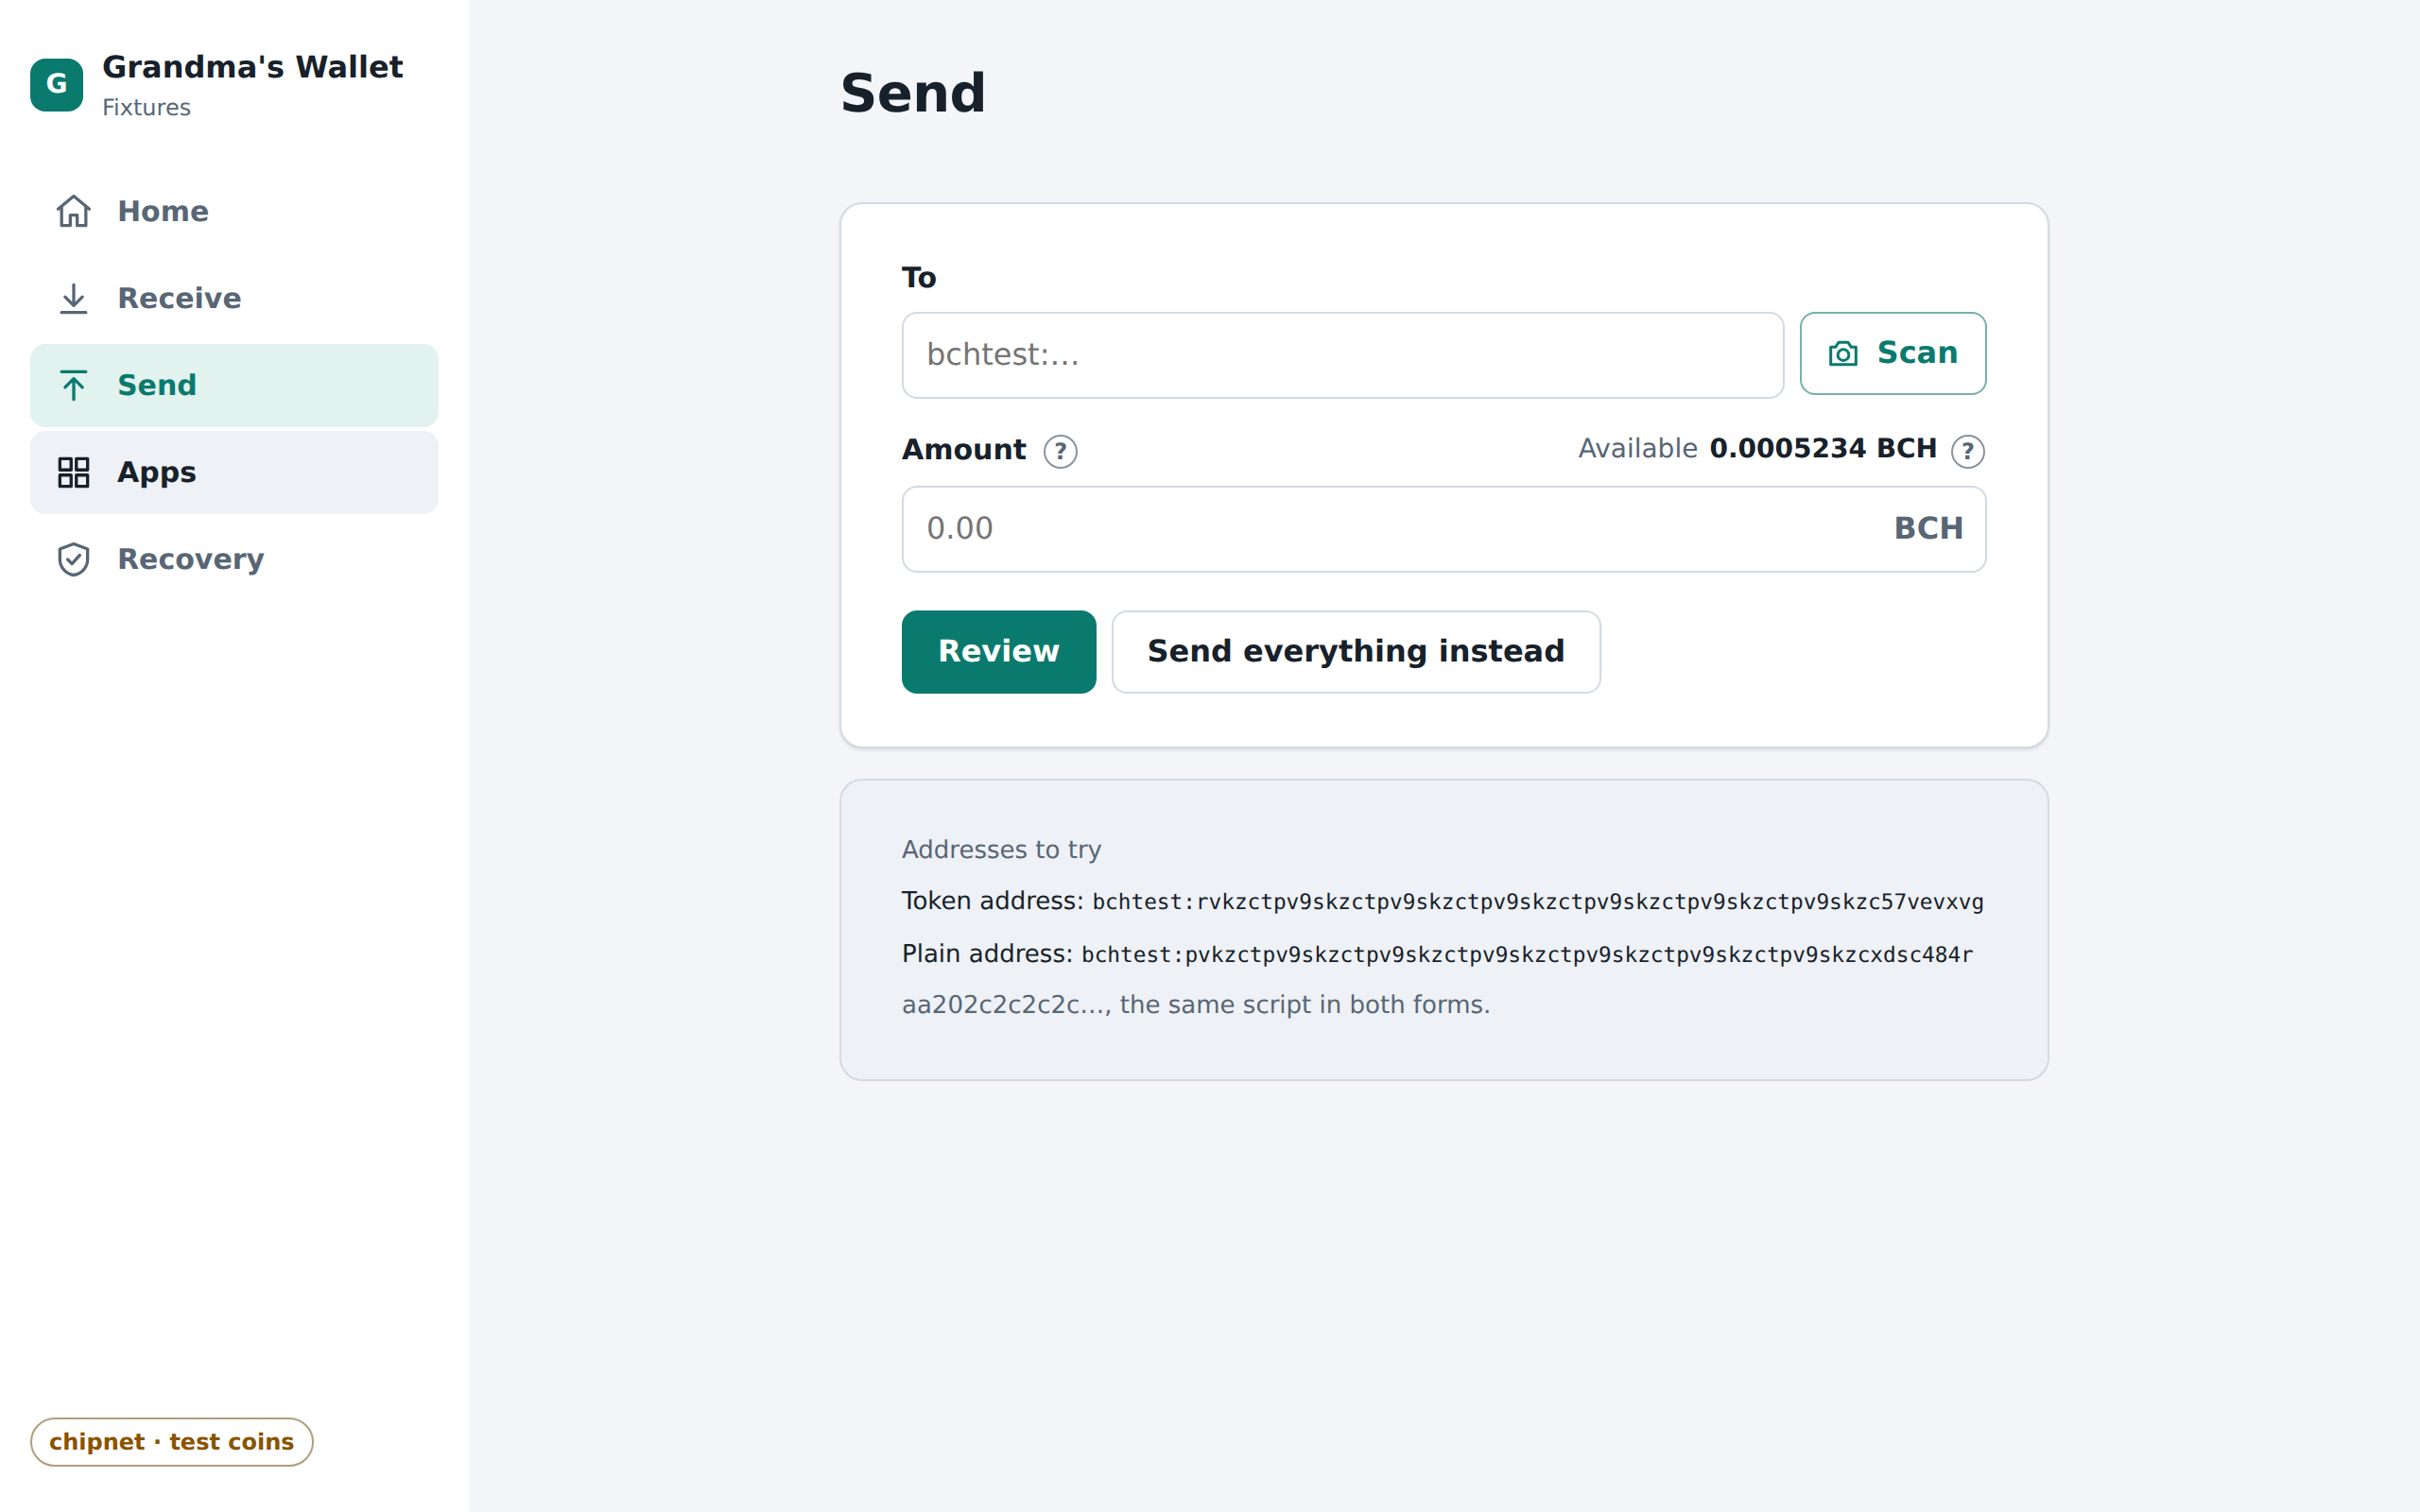 G
Grandma's Wallet
Fixtures
Home
Receive
Send
Apps
Recovery
chipnet · test coins
Send
To
bchtest:…
Scan
Amount ?
Available 0.0005234 BCH ?
0.00 BCH
Review
Send everything instead
Addresses to try
Token address: bchtest:rvkzctpv9skzctpv9skzctpv9skzctpv9skzctpv9skzctpv9skzc57vevxvg
Plain address: bchtest:pvkzctpv9skzctpv9skzctpv9skzctpv9skzctpv9skzctpv9skzcxdsc484r
aa202c2c2c2c…, the same script in both forms.